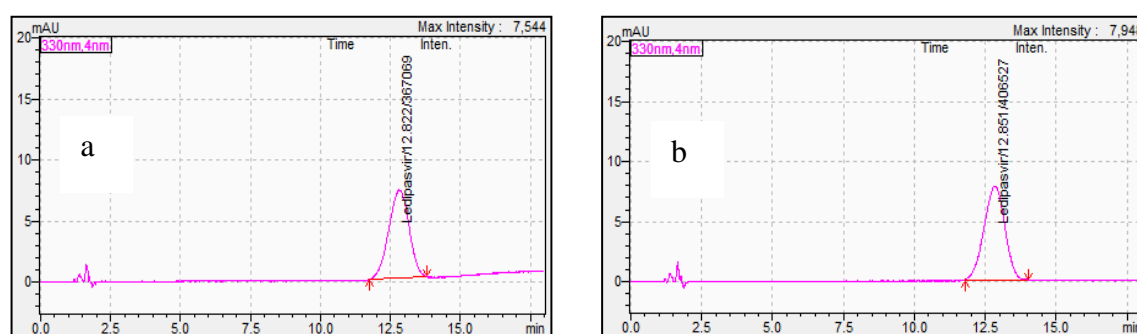 mAU Max Intensity : 7,544
330nm,4nm Time Inten.
20
15
10
5
0
a
Ledipasvir/12.822/367069
0.0 2.5 5.0 7.5 10.0 12.5 15.0 min
mAU Max Intensity : 7,948
330nm,4nm Time Inten.
20
15
10
5
0
b
Ledipasvir/12.851/406527
0.0 2.5 5.0 7.5 10.0 12.5 15.0 min